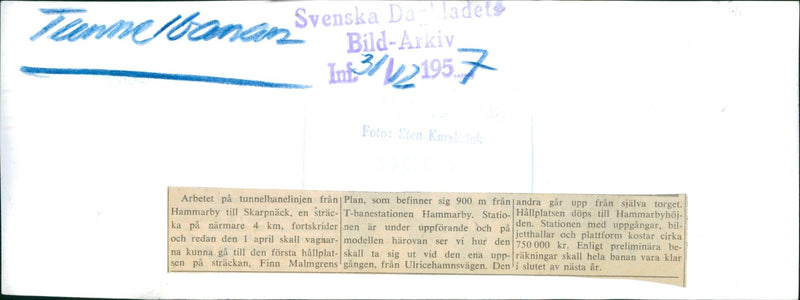 Tunnelbanan
Svenska Dagbladets
Bild-Arkiv
Inf. 31/12 1957
Foto: Sten
Arbetet på tunnelbanelinjen från
Hammarby till Skarpnäck, en sträc-
ka på närmare 4 km, fortskrider
och redan den 1 april skall vagnar-
na kunna gå till den första hållplat-
sen på sträckan, Finn Malmgrens
Plan, som befinner sig 900 m från
T-banestationen Hammarby. Statio-
nen är under uppförande och på
modellen härovan ser vi hur den
skall ta sig ut vid den ena upp-
gången, från Ulricehamnsvägen. Den
andra går upp från själva torget.
Hållplatsen döps till Hammarbyhöj-
den. Stationen med uppgångar, bil-
jetthallar och plattform kostar cirka
750 000 kr. Enligt preliminära be-
räkningar skall hela banan vara klar
i slutet av nästa år.